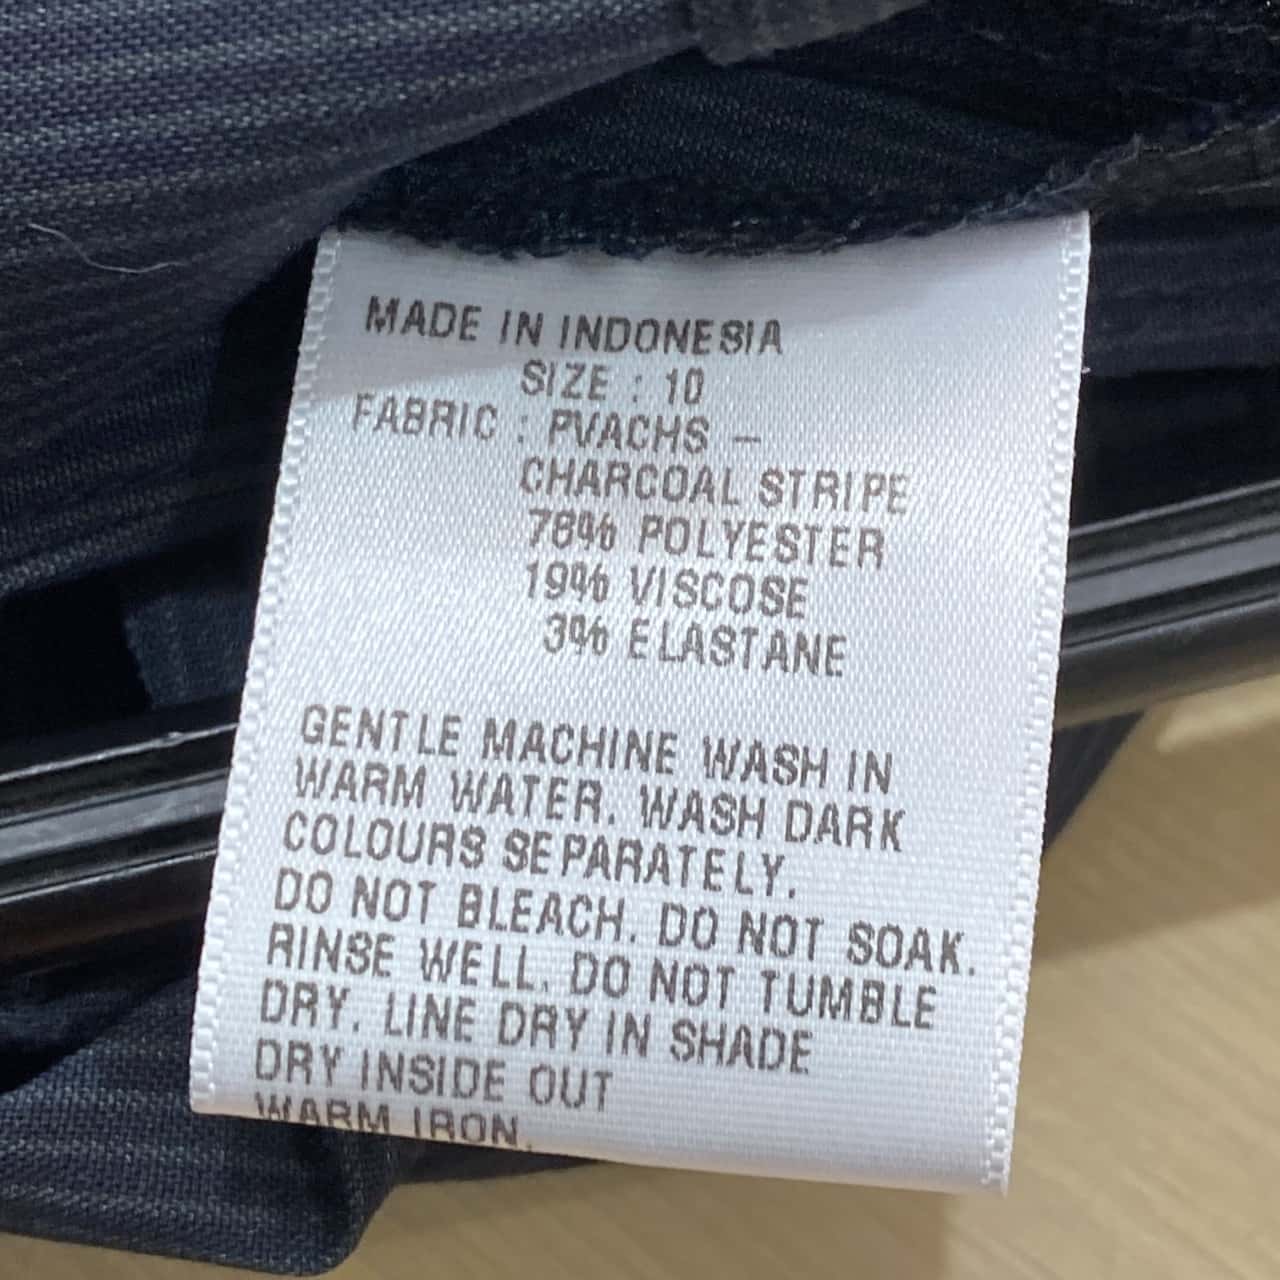 MADE IN INDONESIA
SIZE : 10
FABRIC : PVACHS –
CHARCOAL STRIPE
78% POLYESTER
19% VISCOSE
3% ELASTANE
GENTLE MACHINE WASH IN
WARM WATER. WASH DARK
COLOURS SEPARATELY.
DO NOT BLEACH. DO NOT SOAK.
RINSE WELL. DO NOT TUMBLE
DRY. LINE DRY IN SHADE
DRY INSIDE OUT
WARM IRON.